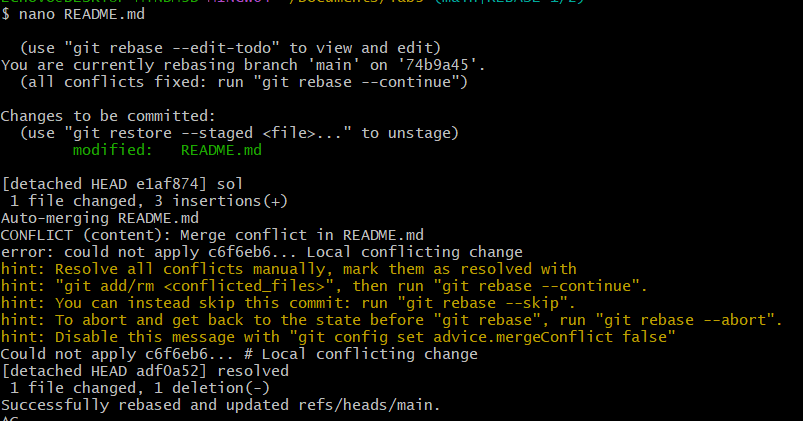 $ nano README.md
(use "git rebase --edit-todo" to view and edit)
You are currently rebasing branch 'main' on '74b9a45'.
(all conflicts fixed: run "git rebase --continue")
Changes to be committed:
(use "git restore --staged <file>..." to unstage)
modified:   README.md
[detached HEAD e1af874] sol
1 file changed, 3 insertions(+)
Auto-merging README.md
CONFLICT (content): Merge conflict in README.md
error: could not apply c6f6eb6... Local conflicting change
hint: Resolve all conflicts manually, mark them as resolved with
hint: "git add/rm <conflicted_files>", then run "git rebase --continue".
hint: You can instead skip this commit: run "git rebase --skip".
hint: To abort and get back to the state before "git rebase", run "git rebase --abort".
hint: Disable this message with "git config set advice.mergeConflict false"
Could not apply c6f6eb6... # Local conflicting change
[detached HEAD adf0a52] resolved
1 file changed, 1 deletion(-)
Successfully rebased and updated refs/heads/main.